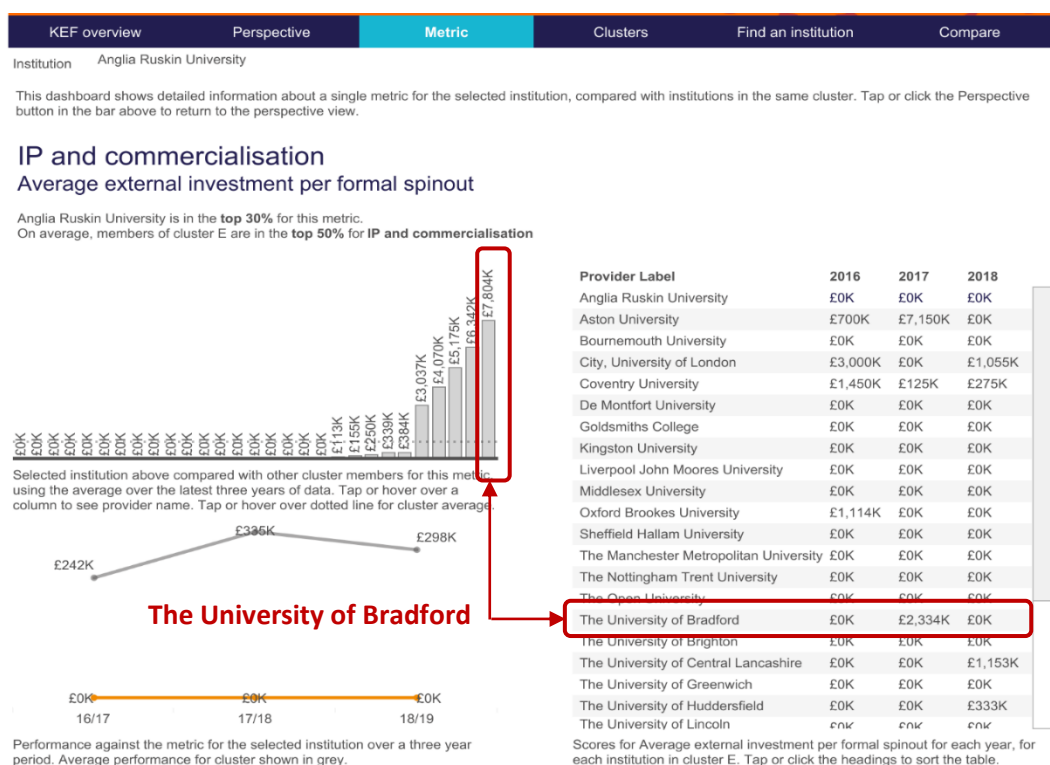 KEF overview Perspective Metric Clusters Find an institution Compare
Institution Anglia Ruskin University
This dashboard shows detailed information about a single metric for the selected institution, compared with institutions in the same cluster. Tap or click the Perspective
button in the bar above to return to the perspective view.
IP and commercialisation
Average external investment per formal spinout
Anglia Ruskin University is in the top 30% for this metric.
On average, members of cluster E are in the top 50% for IP and commercialisation
£0K £0K £0K £0K £0K £0K £0K £0K £0K £0K £0K £0K £0K £0K £0K £0K £0K £0K £113K £155K £250K £339K £384K £3,037K £4,070K £5,175K £6,342K £7,804K
Selected institution above compared with other cluster members for this metric
using the average over the latest three years of data. Tap or hover over a
column to see provider name. Tap or hover over dotted line for cluster average.
£242K £335K £298K
The University of Bradford
£0K £0K £0K
16/17 17/18 18/19
Performance against the metric for the selected institution over a three year
period. Average performance for cluster shown in grey.
Provider Label 2016 2017 2018
Anglia Ruskin University £0K £0K £0K
Aston University £700K £7,150K £0K
Bournemouth University £0K £0K £0K
City, University of London £3,000K £0K £1,055K
Coventry University £1,450K £125K £275K
De Montfort University £0K £0K £0K
Goldsmiths College £0K £0K £0K
Kingston University £0K £0K £0K
Liverpool John Moores University £0K £0K £0K
Middlesex University £0K £0K £0K
Oxford Brookes University £1,114K £0K £0K
Sheffield Hallam University £0K £0K £0K
The Manchester Metropolitan University £0K £0K £0K
The Nottingham Trent University £0K £0K £0K
The Open University £0K £0K £0K
The University of Bradford £0K £2,334K £0K
The University of Brighton £0K £0K £0K
The University of Central Lancashire £0K £0K £1,153K
The University of Greenwich £0K £0K £0K
The University of Huddersfield £0K £0K £333K
The University of Lincoln £0K £0K £0K
Scores for Average external investment per formal spinout for each year, for
each institution in cluster E. Tap or click the headings to sort the table.